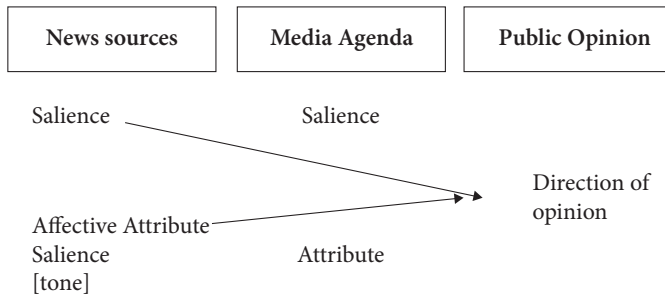 News sources
Media Agenda
Public Opinion
Salience
Salience
Direction of
opinion
Affective Attribute
Salience
[tone]
Attribute